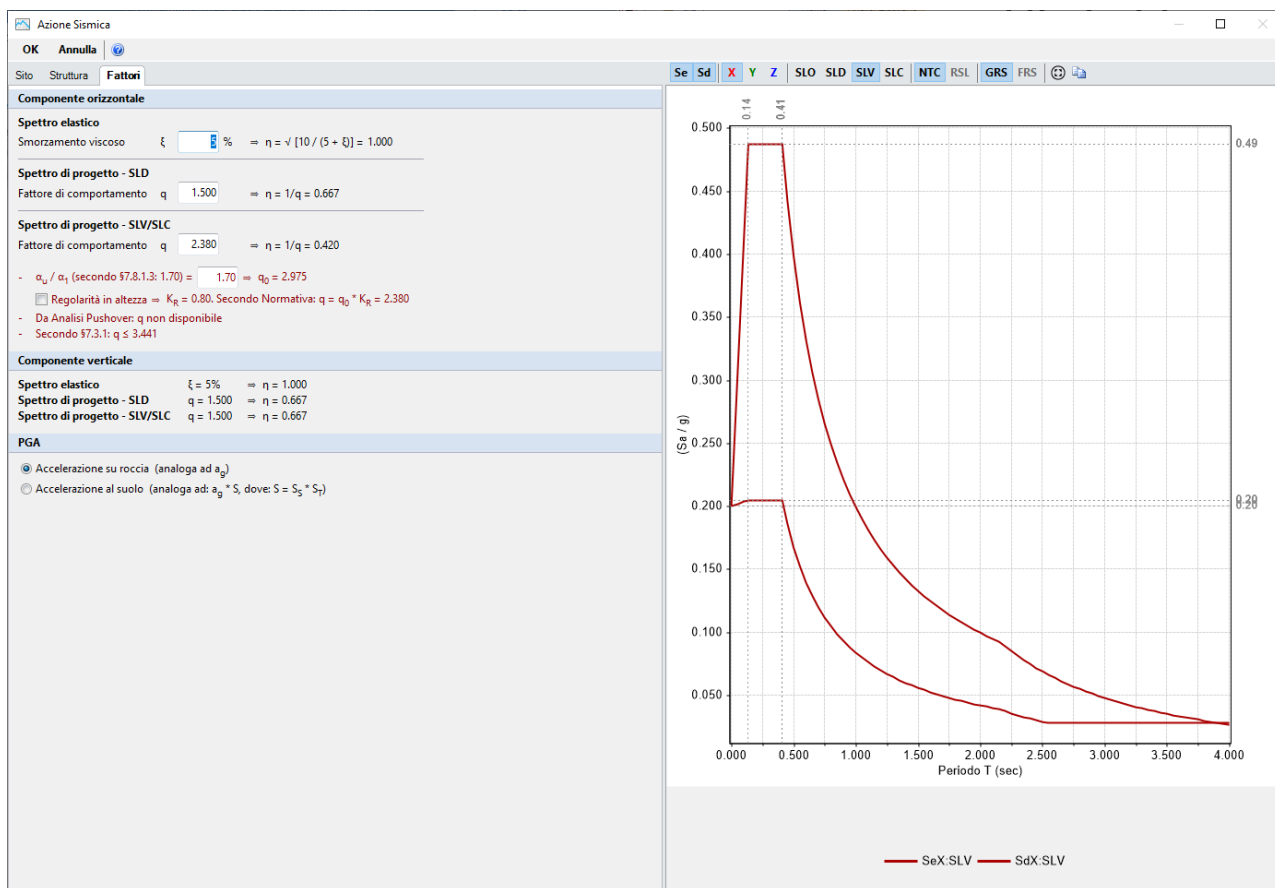 Azione Sismica
OK Annulla
Sito Struttura Fattori
Componente orizzontale
Spettro elastico
Smorzamento viscoso ξ 5 % ⇒ η = √ [10 / (5 + ξ)] = 1.000
Spettro di progetto - SLD
Fattore di comportamento q 1.500 ⇒ η = 1/q = 0.667
Spettro di progetto - SLV/SLC
Fattore di comportamento q 2.380 ⇒ η = 1/q = 0.420
- αu / α1 (secondo §7.8.1.3: 1.70) = 1.70 ⇒ q0 = 2.975
Regolarità in altezza ⇒ KR = 0.80. Secondo Normativa: q = q0 * KR = 2.380
- Da Analisi Pushover: q non disponibile
- Secondo §7.3.1: q ≤ 3.441
Componente verticale
Spettro elastico ξ = 5% ⇒ η = 1.000
Spettro di progetto - SLD q = 1.500 ⇒ η = 0.667
Spettro di progetto - SLV/SLC q = 1.500 ⇒ η = 0.667
PGA
Accelerazione su roccia (analoga ad ag)
Accelerazione al suolo (analoga ad: ag * S, dove: S = SS * ST)
Se Sd X Y Z SLO SLD SLV SLC NTC RSL GRS FRS
0.14 0.41
0.500
0.49
0.450
0.400
0.350
0.300
0.250
0.200
0.20
0.20
0.150
0.100
0.050
(Sa / g)
0.000 0.500 1.000 1.500 2.000 2.500 3.000 3.500 4.000
Periodo T (sec)
SeX:SLV SdX:SLV